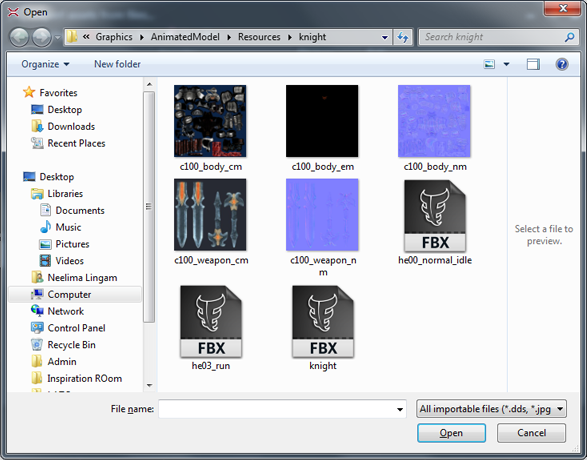 Open
« Graphics AnimatedModel Resources knight
Search knight
Organize
New folder
Favorites
Desktop
Downloads
Recent Places
Desktop
Libraries
Documents
Music
Pictures
Videos
Neelima Lingam
Computer
Network
Control Panel
Recycle Bin
Admin
Inspiration ROom
c100_body_cm
c100_body_em
c100_body_nm
c100_weapon_cm
c100_weapon_n
m
FBX
he00_normal_idle
FBX
he03_run
FBX
knight
Select a file to
preview.
File name:
All importable files (*.dds, *.jpg
Open
Cancel